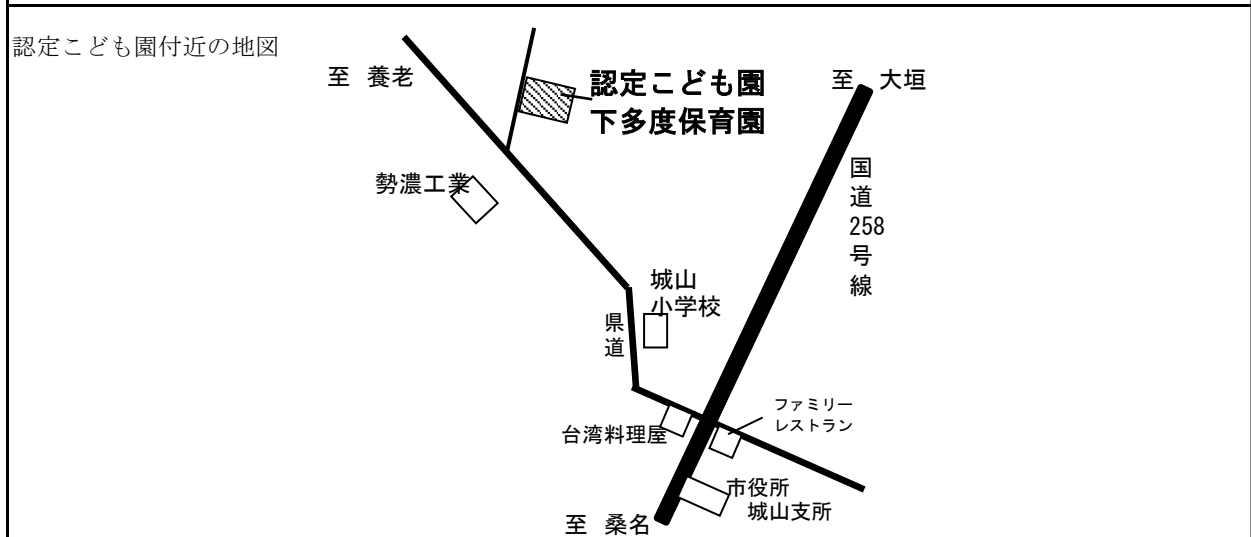 認定こども園付近の地図
至 養老
認定こども園
下多度保育園
至 大垣
勢濃工業
国道258号線
城山
小学校
県道
ファミリー
レストラン
台湾料理屋
市役所
城山支所
至 桑名